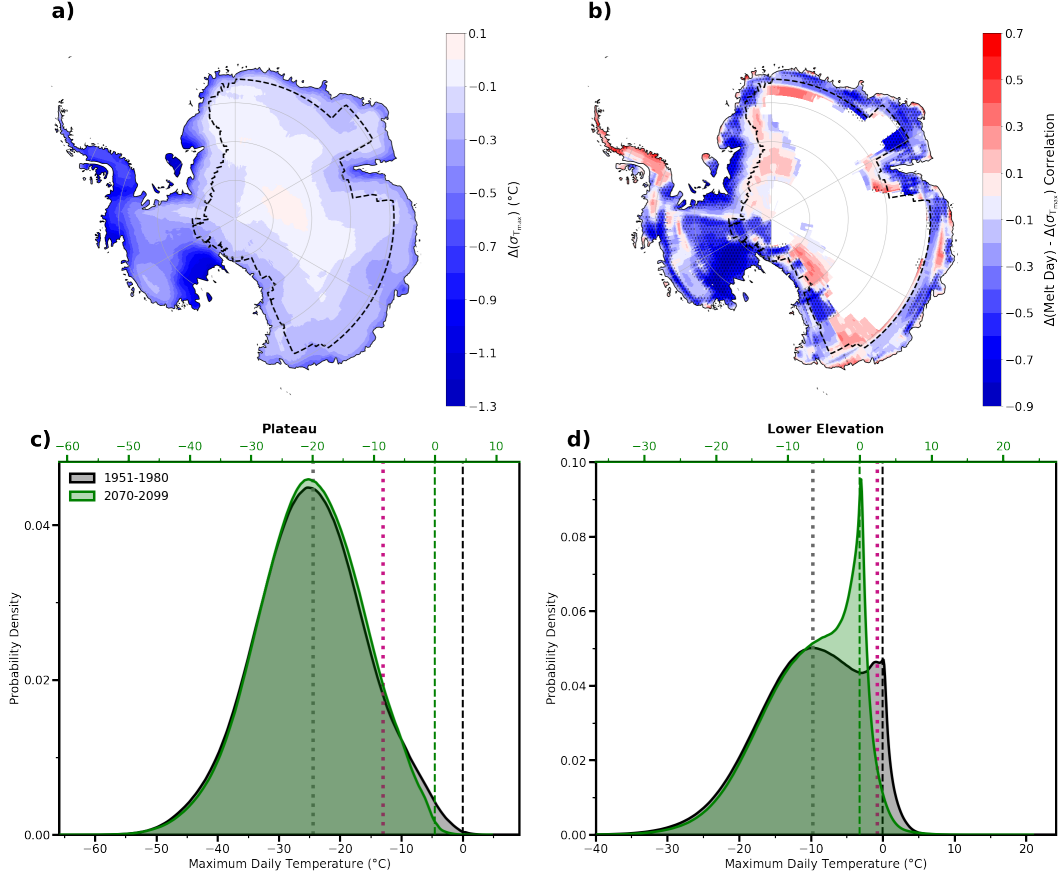 a)
0.1
−0.1
−0.3
−0.5
−0.7
−0.9
−1.1
−1.3
Δ(σTmax) (°C)
b)
0.7
0.5
0.3
0.1
−0.1
−0.3
−0.5
−0.7
−0.9
Δ(Melt Day) - Δ(σTmax) Correlation
c)
Plateau
−60 −50 −40 −30 −20 −10 0 10
1951-1980
2070-2099
0.04
0.02
0.00
Probability Density
−60 −50 −40 −30 −20 −10 0 10
Maximum Daily Temperature (°C)
d)
Lower Elevation
−30 −20 −10 0 10 20
0.10
0.08
0.06
0.04
0.02
0.00
Probability Density
−40 −30 −20 −10 0 10 20
Maximum Daily Temperature (°C)